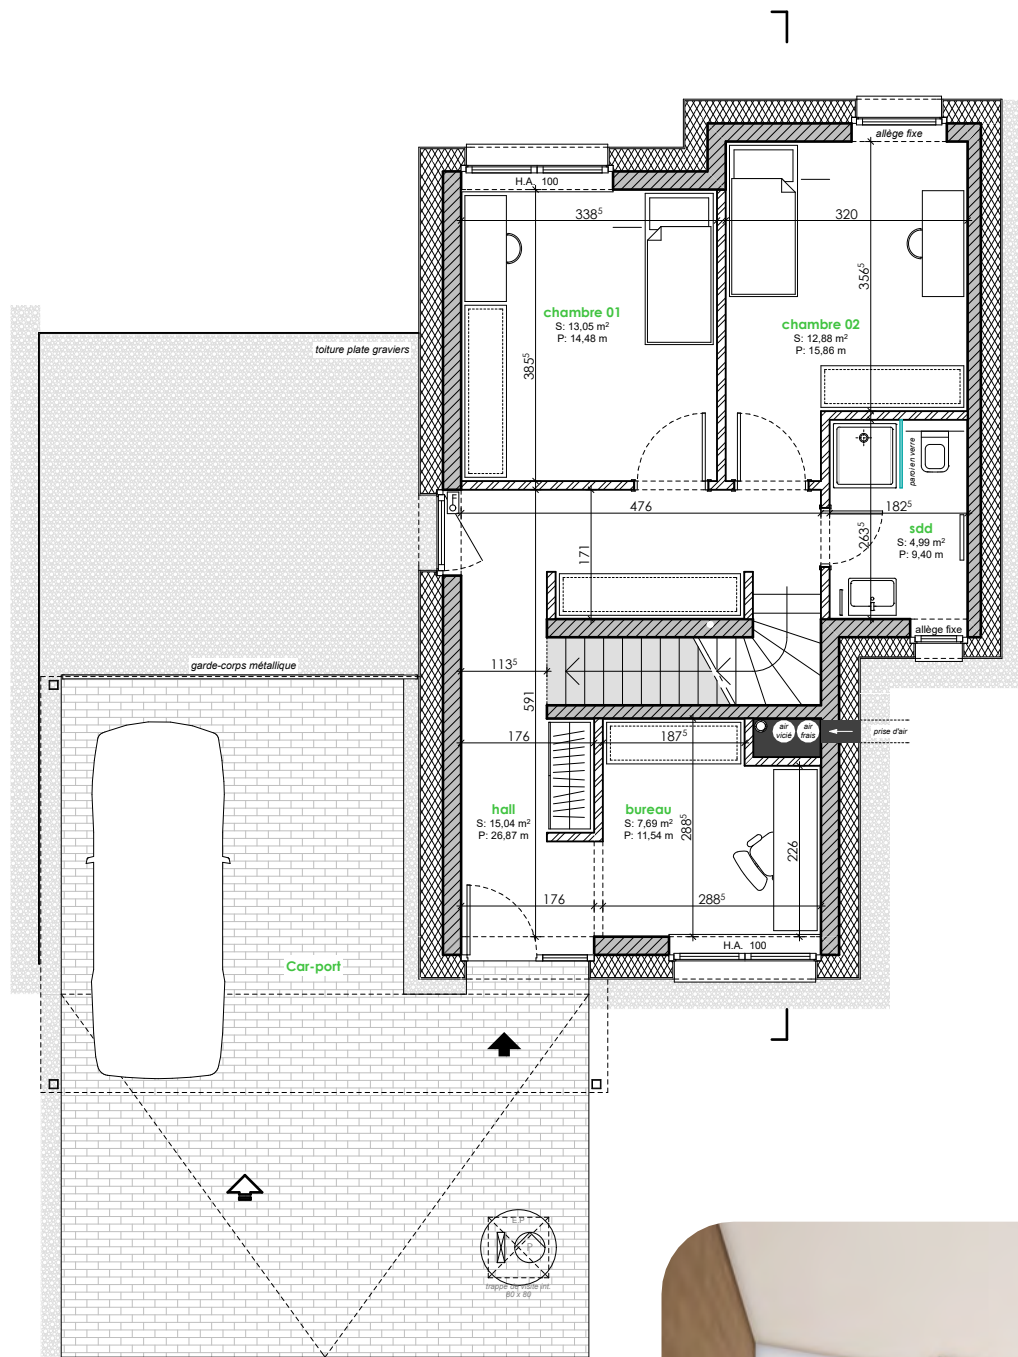 allège fixe
H.A. 100
338⁵
320
356⁵
chambre 01
S: 13,05 m²
P: 14,48 m
chambre 02
S: 12,88 m²
P: 15,86 m
toiture plate graviers
385⁵
paroi en verre
F
476
182⁵
sdd
S: 4,99 m²
P: 9,40 m
263⁵
171
allège fixe
garde-corps métallique
113⁵
591
176
187⁵
air
vicié
air
frais
prise d'air
hall
S: 15,04 m²
P: 26,87 m
bureau
S: 7,69 m²
P: 11,54 m
288⁵
226
176
288⁵
H.A. 100
Car-port
E.P
P
trappe de visite int.
80 x 80